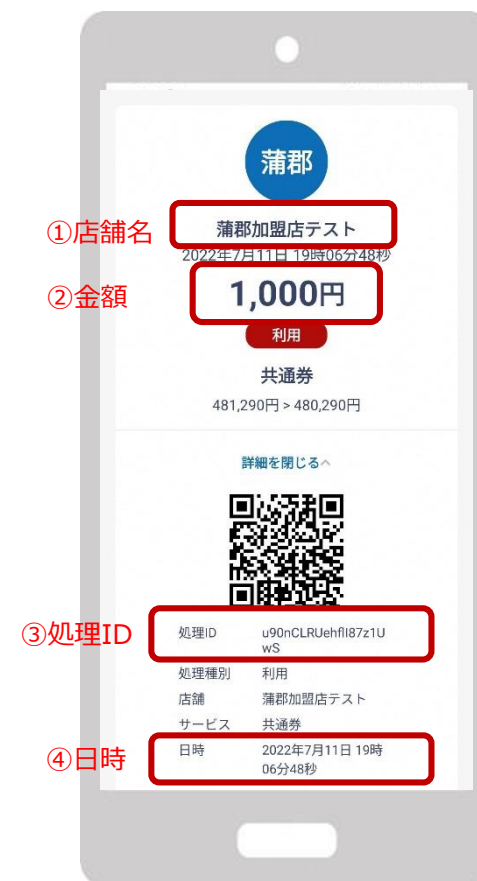 蒲郡
①店舗名
蒲郡加盟店テスト
2022年7月11日 19時06分48秒
②金額
1,000円
利用
共通券
481,290円 > 480,290円
詳細を閉じる
③処理ID
処理ID u90nCLRUehflI87z1U
wS
処理種別 利用
店舗 蒲郡加盟店テスト
サービス 共通券
④日時
日時 2022年7月11日 19時
06分48秒